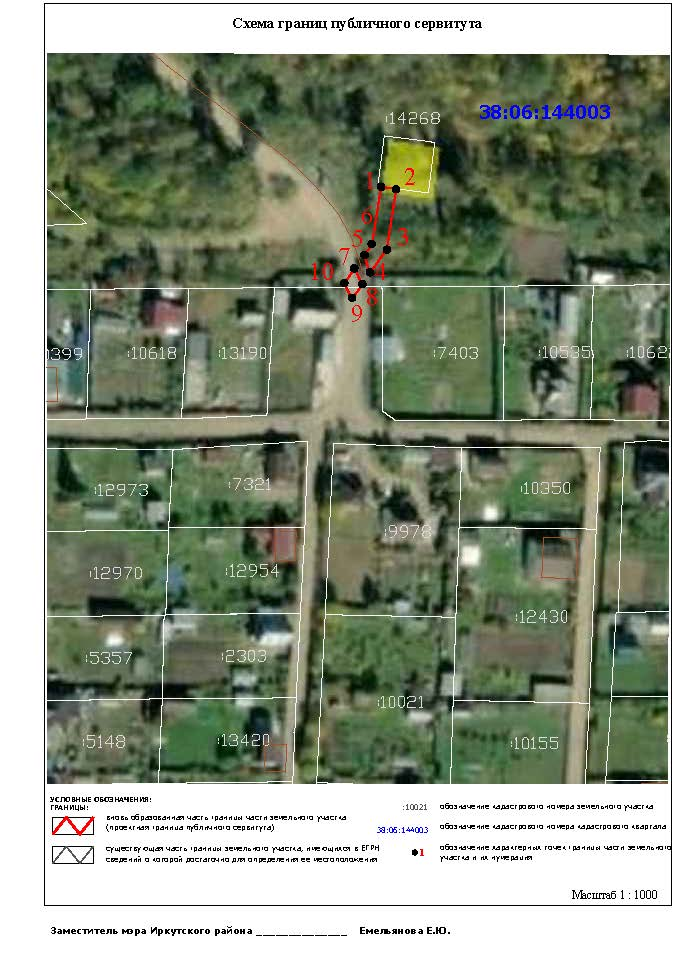 Схема границ публичного сервитута
38:06:144003
:14268
1 2
6
5 3
7 4
10 8
9
:10618 :13190 :7403 :10535
:12973 :7321 :10350
:9978
:12970 :12954
:12430
:5357 :2303
:10021
:5148 :13420 :10155
УСЛОВНЫЕ ОБОЗНАЧЕНИЯ:
ГРАНИЦЫ:
вновь образованная часть границы части земельного участка
(проектная граница публичного сервитута)
существующая часть границы земельного участка, имеющихся в ЕГРН
сведений о которой достаточно для определения ее местоположения
:10021 обозначение кадастрового номера земельного участка
38:06:144003 обозначение кадастрового номера кадастрового квартала
1 обозначение характерных точек границы части земельного
участка и их нумерация
Масштаб 1 : 1000
Заместитель мэра Иркутского района _______________ Емельянова Е.Ю.